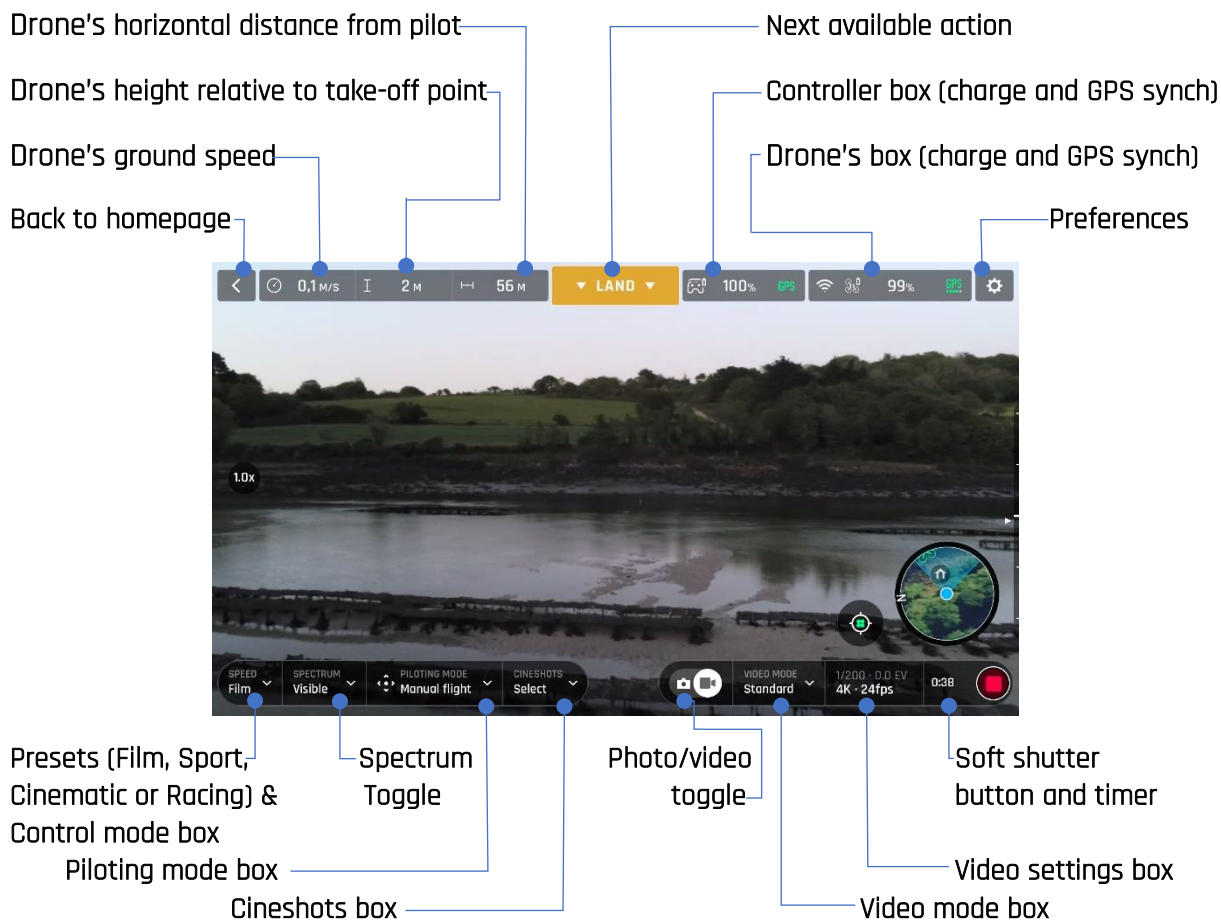 Drone's horizontal distance from pilot
Next available action
Drone's height relative to take-off point
Controller box (charge and GPS synch)
Drone's ground speed
Drone's box (charge and GPS synch)
Back to homepage
Preferences
0,1 M/S
2 M
56 M
LAND
100%
GPS
99%
GPS
1.0x
N
SPEED
Film
SPECTRUM
Visible
PILOTING MODE
Manual flight
CINESHOTS
Select
VIDEO MODE
Standard
1/200 · 0.0 EV
4K · 24fps
0:38
Presets (Film, Sport,
Cinematic or Racing) &
Control mode box
Spectrum
Toggle
Photo/video
toggle
Soft shutter
button and timer
Piloting mode box
Video settings box
Cineshots box
Video mode box